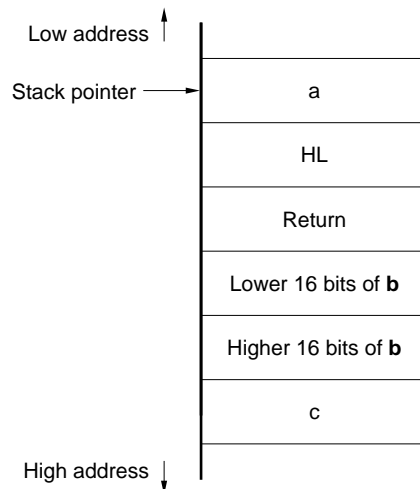 Low address
Stack pointer
a
HL
Return
Lower 16 bits of b
Higher 16 bits of b
c
High address